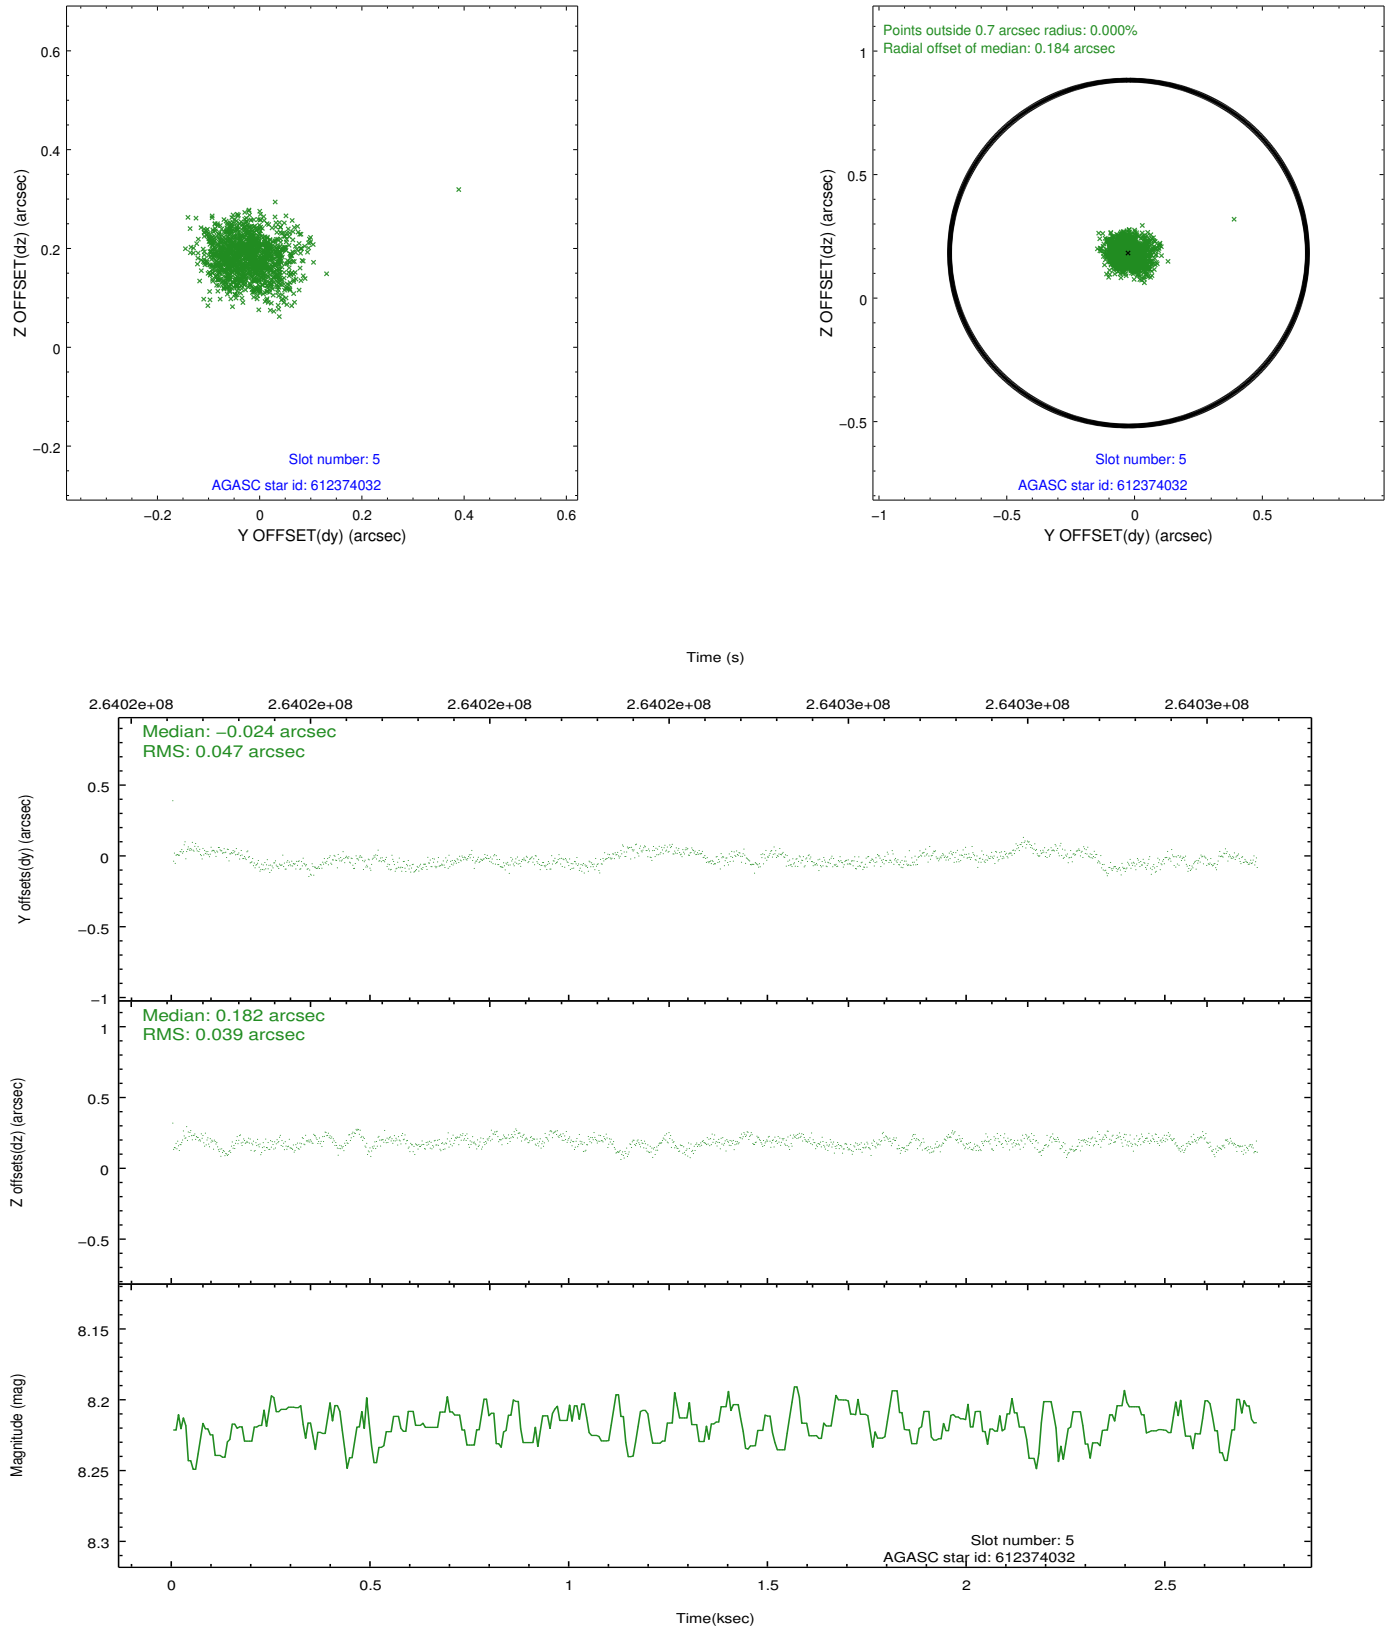 0.6
0.4
0.2
0
−0.2
Z OFFSET(dz) (arcsec)
Slot number: 5
AGASC star id: 612374032
−0.2 0 0.2 0.4 0.6
Y OFFSET(dy) (arcsec)
Points outside 0.7 arcsec radius: 0.000%
Radial offset of median: 0.184 arcsec
1
0.5
0
−0.5
Z OFFSET(dz) (arcsec)
Slot number: 5
AGASC star id: 612374032
−1 −0.5 0 0.5
Y OFFSET(dy) (arcsec)
Time (s)
2.6402e+08 2.6402e+08 2.6402e+08 2.6402e+08 2.6403e+08 2.6403e+08 2.6403e+08
Median: −0.024 arcsec
RMS: 0.047 arcsec
0.5
0
−0.5
−1
Y offsets(dy) (arcsec)
Median: 0.182 arcsec
RMS: 0.039 arcsec
1
0.5
0
−0.5
Z offsets(dz) (arcsec)
8.15
8.2
8.25
8.3
Magnitude (mag)
Slot number: 5
AGASC star id: 612374032
0 0.5 1 1.5 2 2.5
Time(ksec)